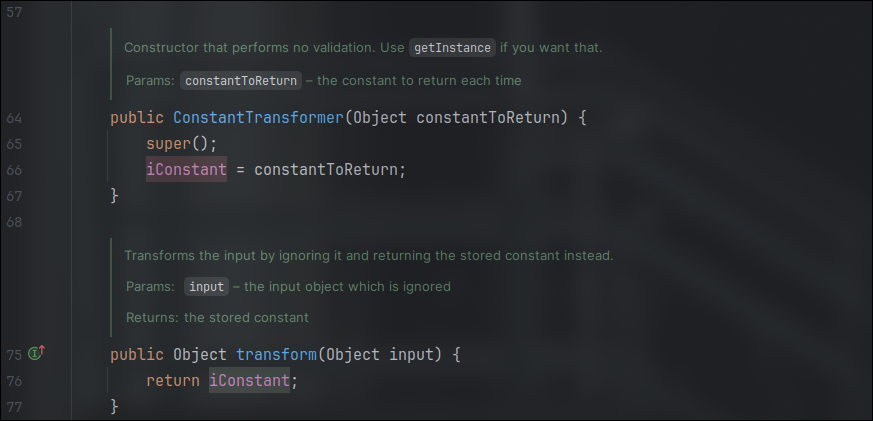 57
Constructor that performs no validation. Use getInstance if you want that.
Params: constantToReturn – the constant to return each time
64 public ConstantTransformer(Object constantToReturn) {
65 super();
66 iConstant = constantToReturn;
67 }
68
Transforms the input by ignoring it and returning the stored constant instead.
Params: input – the input object which is ignored
Returns: the stored constant
75 public Object transform(Object input) {
76 return iConstant;
77 }